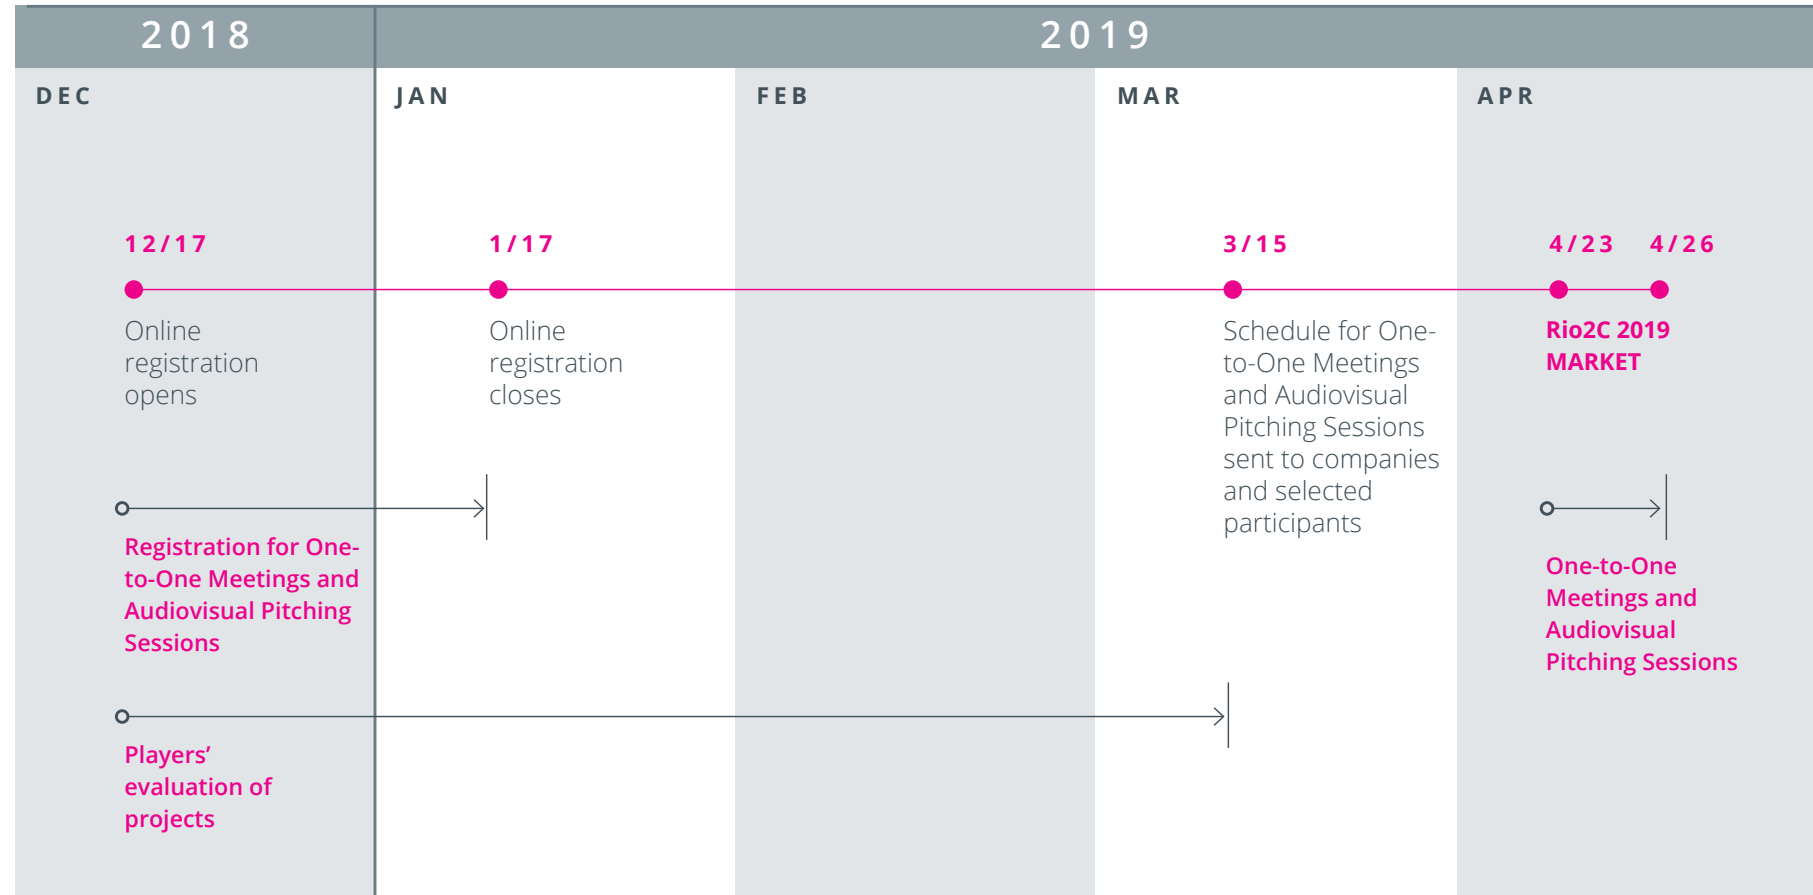 2018
2019
DEC
JAN
FEB
MAR
APR
12/17
1/17
3/15
4/23
4/26
Online
registration
opens
Online
registration
closes
Schedule for One-
to-One Meetings
and Audiovisual
Pitching Sessions
sent to companies
and selected
participants
Rio2C 2019
MARKET
Registration for One-
to-One Meetings and
Audiovisual Pitching
Sessions
One-to-One
Meetings and
Audiovisual
Pitching Sessions
Players’
evaluation of
projects